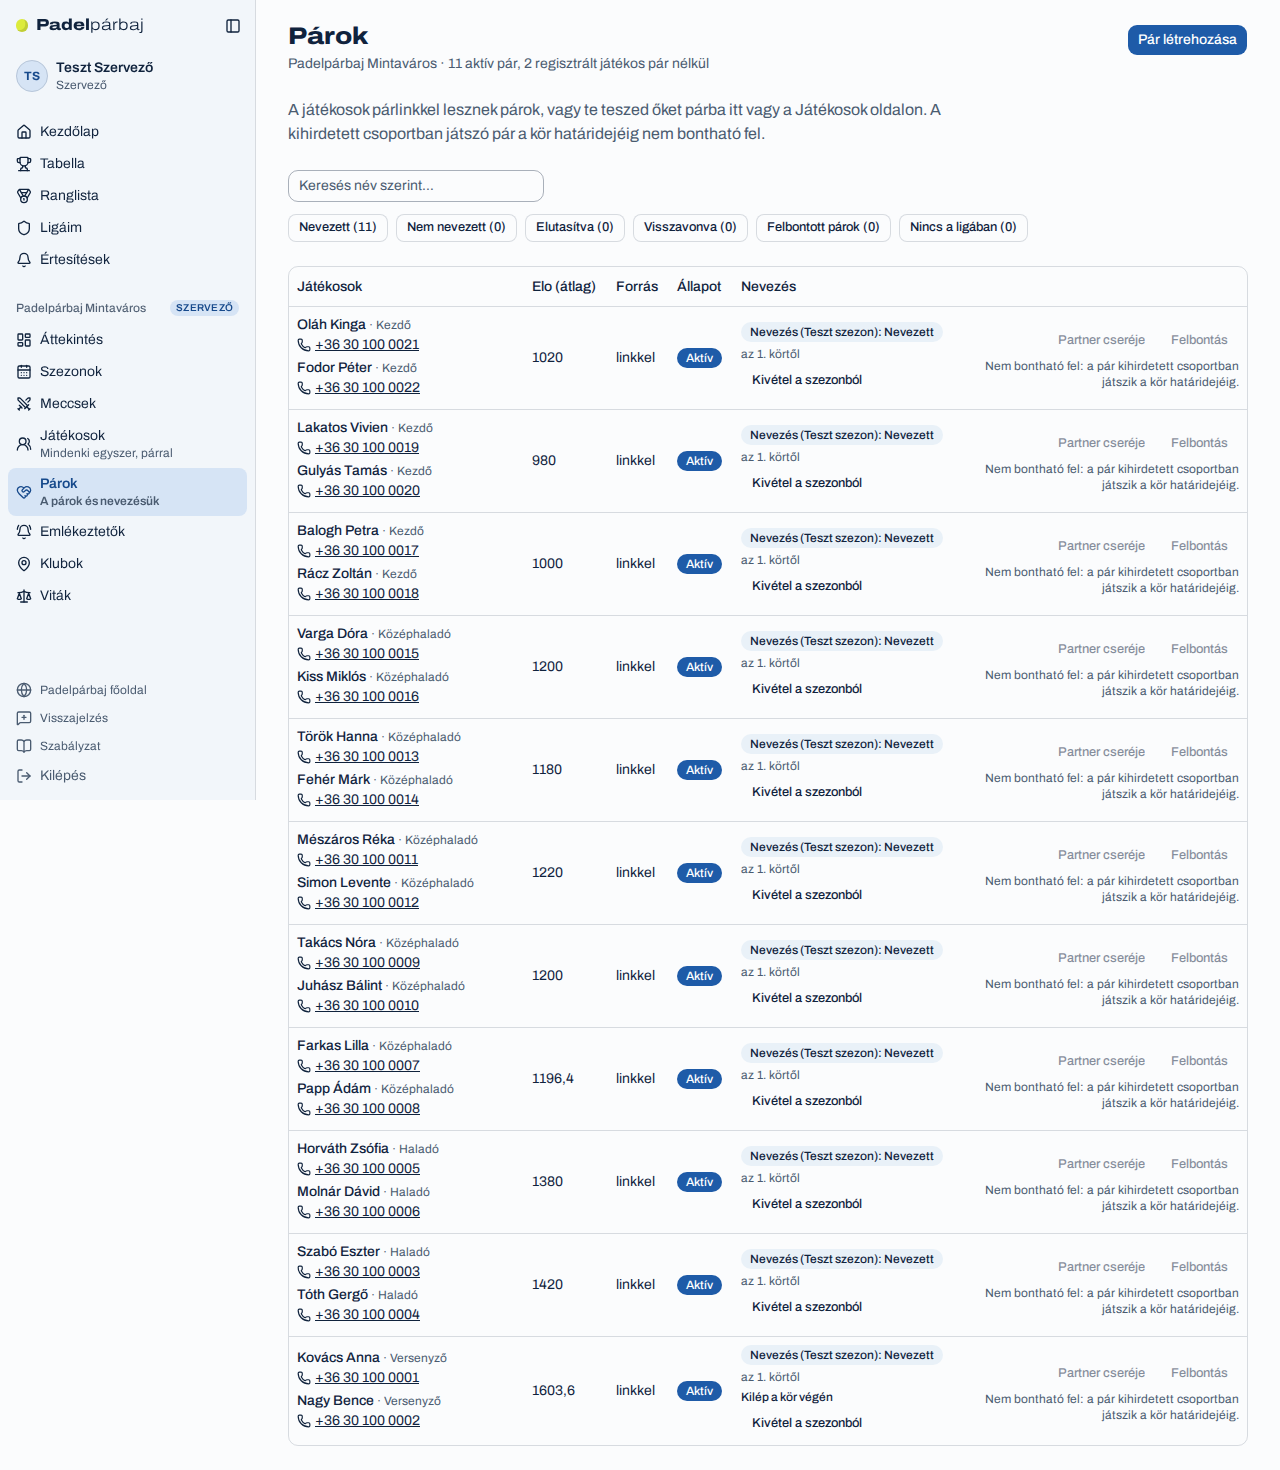 Padelpárbaj
TS
Teszt Szervező
Szervező
Kezdőlap
Tabella
Ranglista
Ligáim
Értesítések
Padelpárbaj Mintaváros SZERVEZŐ
Áttekintés
Szezonok
Meccsek
Játékosok
Mindenki egyszer, párral
Párok
A párok és nevezésük
Emlékeztetők
Klubok
Viták
Padelpárbaj főoldal
Visszajelzés
Szabályzat
Kilépés
Párok
Pár létrehozása
Padelpárbaj Mintaváros · 11 aktív pár, 2 regisztrált játékos pár nélkül
A játékosok párlinkkel lesznek párok, vagy te teszed őket párba itt vagy a Játékosok oldalon. A
kihirdetett csoportban játszó pár a kör határidejéig nem bontható fel.
Keresés név szerint...
Nevezett (11) Nem nevezett (0) Elutasítva (0) Visszavonva (0) Felbontott párok (0) Nincs a ligában (0)
Játékosok Elo (átlag) Forrás Állapot Nevezés
Oláh Kinga · Kezdő
+36 30 100 0021
Fodor Péter · Kezdő
+36 30 100 0022
1020 linkkel Aktív
Nevezés (Teszt szezon): Nevezett
az 1. körtől
Kivétel a szezonból
Partner cseréje Felbontás
Nem bontható fel: a pár kihirdetett csoportban
játszik a kör határidejéig.
Lakatos Vivien · Kezdő
+36 30 100 0019
Gulyás Tamás · Kezdő
+36 30 100 0020
980 linkkel Aktív
Nevezés (Teszt szezon): Nevezett
az 1. körtől
Kivétel a szezonból
Partner cseréje Felbontás
Nem bontható fel: a pár kihirdetett csoportban
játszik a kör határidejéig.
Balogh Petra · Kezdő
+36 30 100 0017
Rácz Zoltán · Kezdő
+36 30 100 0018
1000 linkkel Aktív
Nevezés (Teszt szezon): Nevezett
az 1. körtől
Kivétel a szezonból
Partner cseréje Felbontás
Nem bontható fel: a pár kihirdetett csoportban
játszik a kör határidejéig.
Varga Dóra · Középhaladó
+36 30 100 0015
Kiss Miklós · Középhaladó
+36 30 100 0016
1200 linkkel Aktív
Nevezés (Teszt szezon): Nevezett
az 1. körtől
Kivétel a szezonból
Partner cseréje Felbontás
Nem bontható fel: a pár kihirdetett csoportban
játszik a kör határidejéig.
Török Hanna · Középhaladó
+36 30 100 0013
Fehér Márk · Középhaladó
+36 30 100 0014
1180 linkkel Aktív
Nevezés (Teszt szezon): Nevezett
az 1. körtől
Kivétel a szezonból
Partner cseréje Felbontás
Nem bontható fel: a pár kihirdetett csoportban
játszik a kör határidejéig.
Mészáros Réka · Középhaladó
+36 30 100 0011
Simon Levente · Középhaladó
+36 30 100 0012
1220 linkkel Aktív
Nevezés (Teszt szezon): Nevezett
az 1. körtől
Kivétel a szezonból
Partner cseréje Felbontás
Nem bontható fel: a pár kihirdetett csoportban
játszik a kör határidejéig.
Takács Nóra · Középhaladó
+36 30 100 0009
Juhász Bálint · Középhaladó
+36 30 100 0010
1200 linkkel Aktív
Nevezés (Teszt szezon): Nevezett
az 1. körtől
Kivétel a szezonból
Partner cseréje Felbontás
Nem bontható fel: a pár kihirdetett csoportban
játszik a kör határidejéig.
Farkas Lilla · Középhaladó
+36 30 100 0007
Papp Ádám · Középhaladó
+36 30 100 0008
1196,4 linkkel Aktív
Nevezés (Teszt szezon): Nevezett
az 1. körtől
Kivétel a szezonból
Partner cseréje Felbontás
Nem bontható fel: a pár kihirdetett csoportban
játszik a kör határidejéig.
Horváth Zsófia · Haladó
+36 30 100 0005
Molnár Dávid · Haladó
+36 30 100 0006
1380 linkkel Aktív
Nevezés (Teszt szezon): Nevezett
az 1. körtől
Kivétel a szezonból
Partner cseréje Felbontás
Nem bontható fel: a pár kihirdetett csoportban
játszik a kör határidejéig.
Szabó Eszter · Haladó
+36 30 100 0003
Tóth Gergő · Haladó
+36 30 100 0004
1420 linkkel Aktív
Nevezés (Teszt szezon): Nevezett
az 1. körtől
Kivétel a szezonból
Partner cseréje Felbontás
Nem bontható fel: a pár kihirdetett csoportban
játszik a kör határidejéig.
Kovács Anna · Versenyző
+36 30 100 0001
Nagy Bence · Versenyző
+36 30 100 0002
1603,6 linkkel Aktív
Nevezés (Teszt szezon): Nevezett
az 1. körtől
Kilép a kör végén
Kivétel a szezonból
Partner cseréje Felbontás
Nem bontható fel: a pár kihirdetett csoportban
játszik a kör határidejéig.